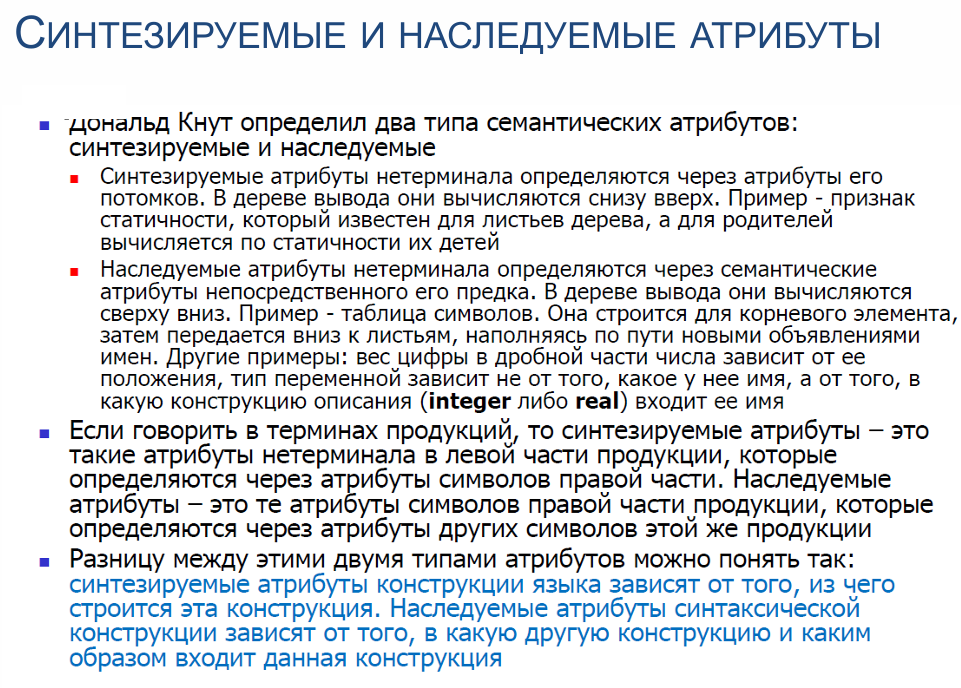 СИНТЕЗИРУЕМЫЕ И НАСЛЕДУЕМЫЕ АТРИБУТЫ
Дональд Кнут определил два типа семантических атрибутов:
синтезируемые и наследуемые
Синтезируемые атрибуты нетерминала определяются через атрибуты его
потомков. В дереве вывода они вычисляются снизу вверх. Пример - признак
статичности, который известен для листьев дерева, а для родителей
вычисляется по статичности их детей
Наследуемые атрибуты нетерминала определяются через семантические
атрибуты непосредственного его предка. В дереве вывода они вычисляются
сверху вниз. Пример - таблица символов. Она строится для корневого элемента,
затем передается вниз к листьям, наполняясь по пути новыми объявлениями
имен. Другие примеры: вес цифры в дробной части числа зависит от ее
положения, тип переменной зависит не от того, какое у нее имя, а от того, в
какую конструкцию описания (integer либо real) входит ее имя
Если говорить в терминах продукций, то синтезируемые атрибуты – это
такие атрибуты нетерминала в левой части продукции, которые
определяются через атрибуты символов правой части. Наследуемые
атрибуты – это те атрибуты символов правой части продукции, которые
определяются через атрибуты других символов этой же продукции
Разницу между этими двумя типами атрибутов можно понять так:
синтезируемые атрибуты конструкции языка зависят от того, из чего
строится эта конструкция. Наследуемые атрибуты синтаксической
конструкции зависят от того, в какую другую конструкцию и каким
образом входит данная конструкция